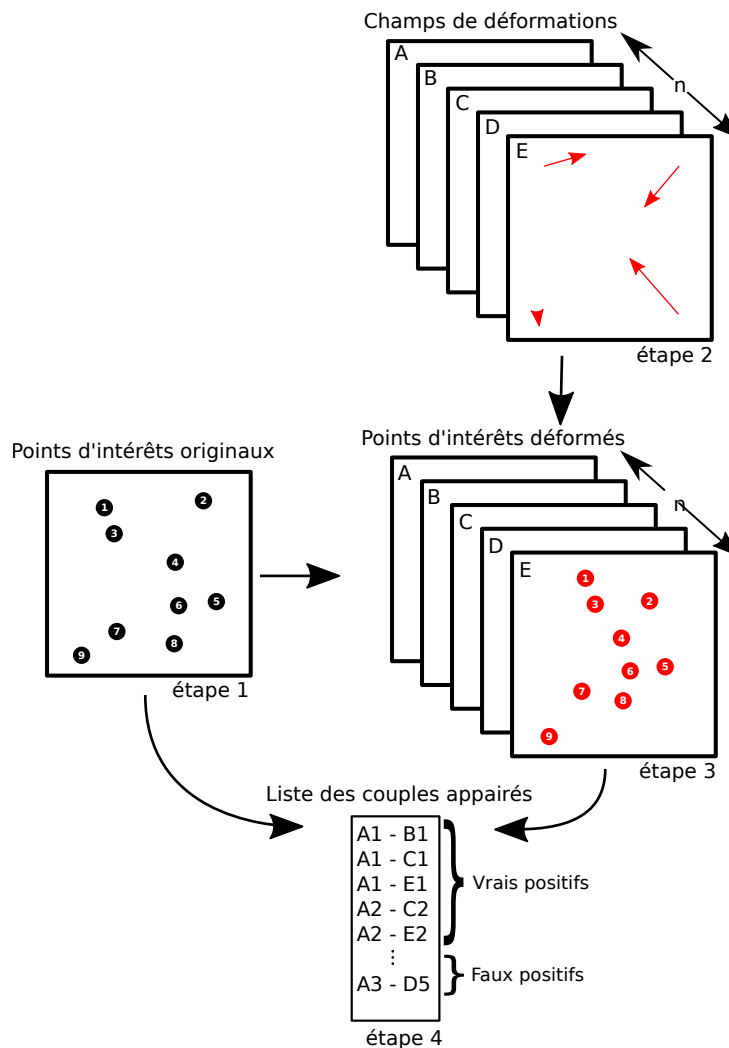 Champs de déformations
A
B
C
D
E
n
étape 2
Points d'intérêts originaux
1
2
3
4
5
6
7
8
9
étape 1
Points d'intérêts déformés
A
B
C
D
E
n
1
2
3
4
5
6
7
8
9
étape 3
Liste des couples appairés
A1 - B1
A1 - C1
A1 - E1
A2 - C2
A2 - E2
...
A3 - D5
Vrais positifs
Faux positifs
étape 4